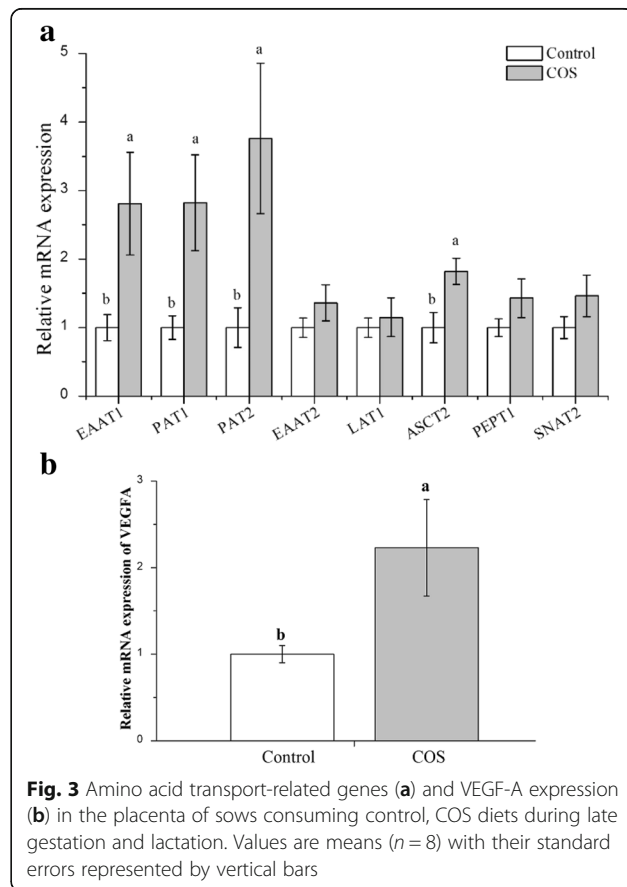 a
Control
COS
Relative mRNA expression
5
4
3
2
1
0
b
a
b
a
b
a
b
a
EAAT1
PAT1
PAT2
EAAT2
LAT1
ASCT2
PEPT1
SNAT2
b
Relative mRNA expression of VEGFA
3
2
1
0
b
a
Control
COS
Fig. 3 Amino acid transport-related genes (a) and VEGF-A expression
(b) in the placenta of sows consuming control, COS diets during late
gestation and lactation. Values are means (n = 8) with their standard
errors represented by vertical bars